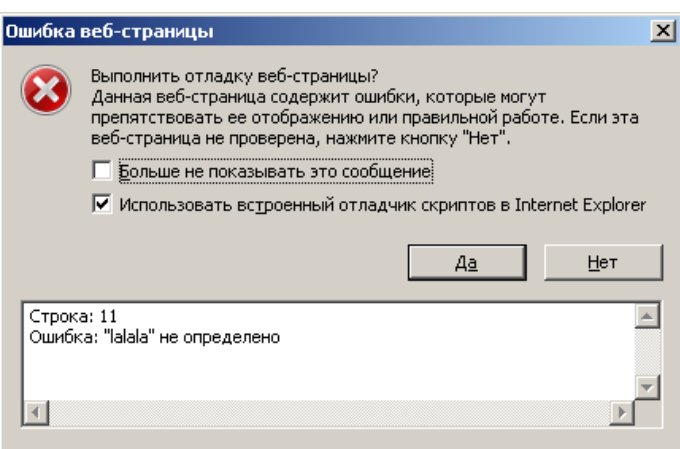 Ошибка веб-страницы
Выполнить отладку веб-страницы?
Данная веб-страница содержит ошибки, которые могут
препятствовать ее отображению или правильной работе. Если эта
веб-страница не проверена, нажмите кнопку "Нет".
Больше не показывать это сообщение
Использовать встроенный отладчик скриптов в Internet Explorer
Да
Нет
Строка: 11
Ошибка: "lalala" не определено